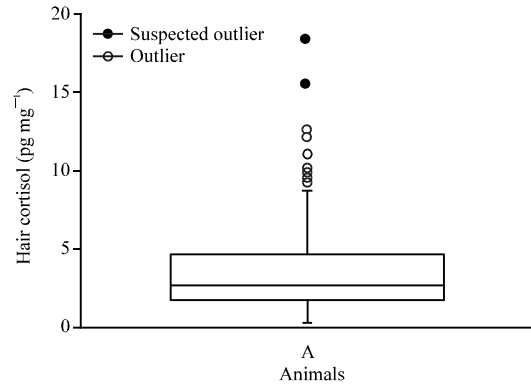 Suspected outlier
Outlier
Hair cortisol (pg mg⁻¹)
20
15
10
5
0
A
Animals